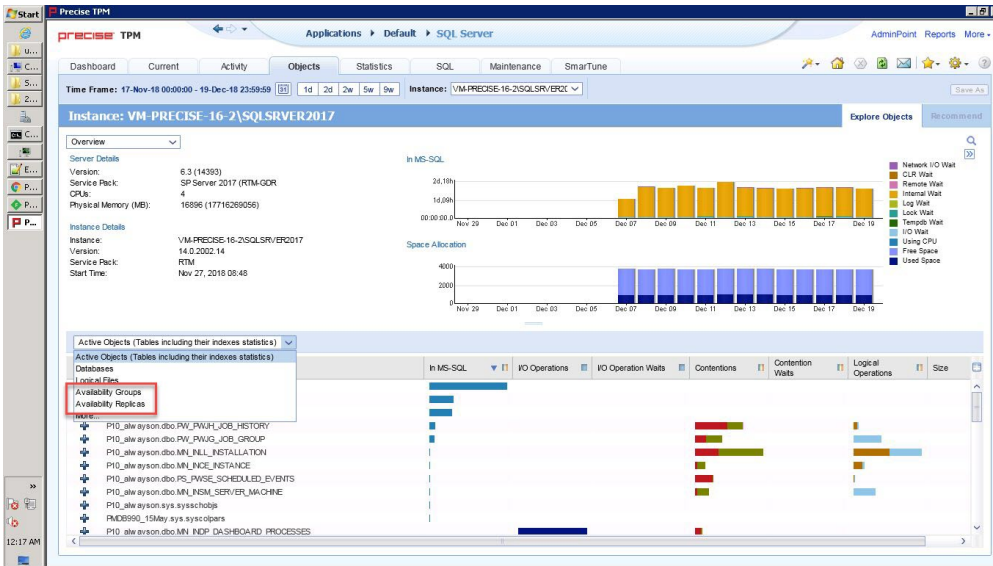 Start
Precise TPM
precise TPM
Applications Default SQL Server
AdminPoint Reports More
Dashboard Current Activity Objects Statistics SQL Maintenance SmarTune
Time Frame: 17-Nov-18 00:00:00 - 19-Dec-18 23:59:59 31 1d 2d 2w 5w 9w Instance: VM-PRECISE-16-2\SQLSRVER2C Save As
Instance: VM-PRECISE-16-2\SQLSRVER2017 Explore Objects Recommend
Overview
Server Details
Version: 6.3 (14393)
Service Pack: SP Server 2017 (RTM-GDR
CPUs: 4
Physical Memory (MB): 16896 (17716269056)
Instance Details
Instance: VM-PRECISE-16-2\SQLSRVER2017
Version: 14.0.2002.14
Service Pack: RTM
Start Time: Nov 27, 2018 08:48
In MS-SQL
2d,18h
1d,09h
00:00:00.0
Nov 29 Dec 01 Dec 03 Dec 05 Dec 07 Dec 09 Dec 11 Dec 13 Dec 15 Dec 17 Dec 19
Space Allocation
4000
2000
0
Nov 29 Dec 01 Dec 03 Dec 05 Dec 07 Dec 09 Dec 11 Dec 13 Dec 15 Dec 17 Dec 19
Network I/O Wait
CLR Wait
Remote Wait
Internal Wait
Log Wait
Lock Wait
Tempdb Wait
I/O Wait
Using CPU
Free Space
Used Space
Active Objects (Tables including their indexes statistics)
Active Objects (Tables including their indexes statistics)
Databases
Logical Files
Availability Groups
Availability Replicas
More...
In MS-SQL I/O Operations I/O Operation Waits Contentions Contention Waits Logical Operations Size
P10_alwayson.dbo.PW_PWJH_JOB_HISTORY
P10_alwayson.dbo.PW_PWJG_JOB_GROUP
P10_alwayson.dbo.MN_INLL_INSTALLATION
P10_alwayson.dbo.MN_INCE_INSTANCE
P10_alwayson.dbo.PS_PWSE_SCHEDULED_EVENTS
P10_alwayson.dbo.MN_INSM_SERVER_MACHINE
P10_alwayson.sys.sysschobjs
PMDB990_15May.sys.syscolpars
P10_alwayson.dbo.MN_INDP_DASHBOARD_PROCESSES
u...
C...
S...
2...
C...
E...
P...
P...
P...
12:17 AM